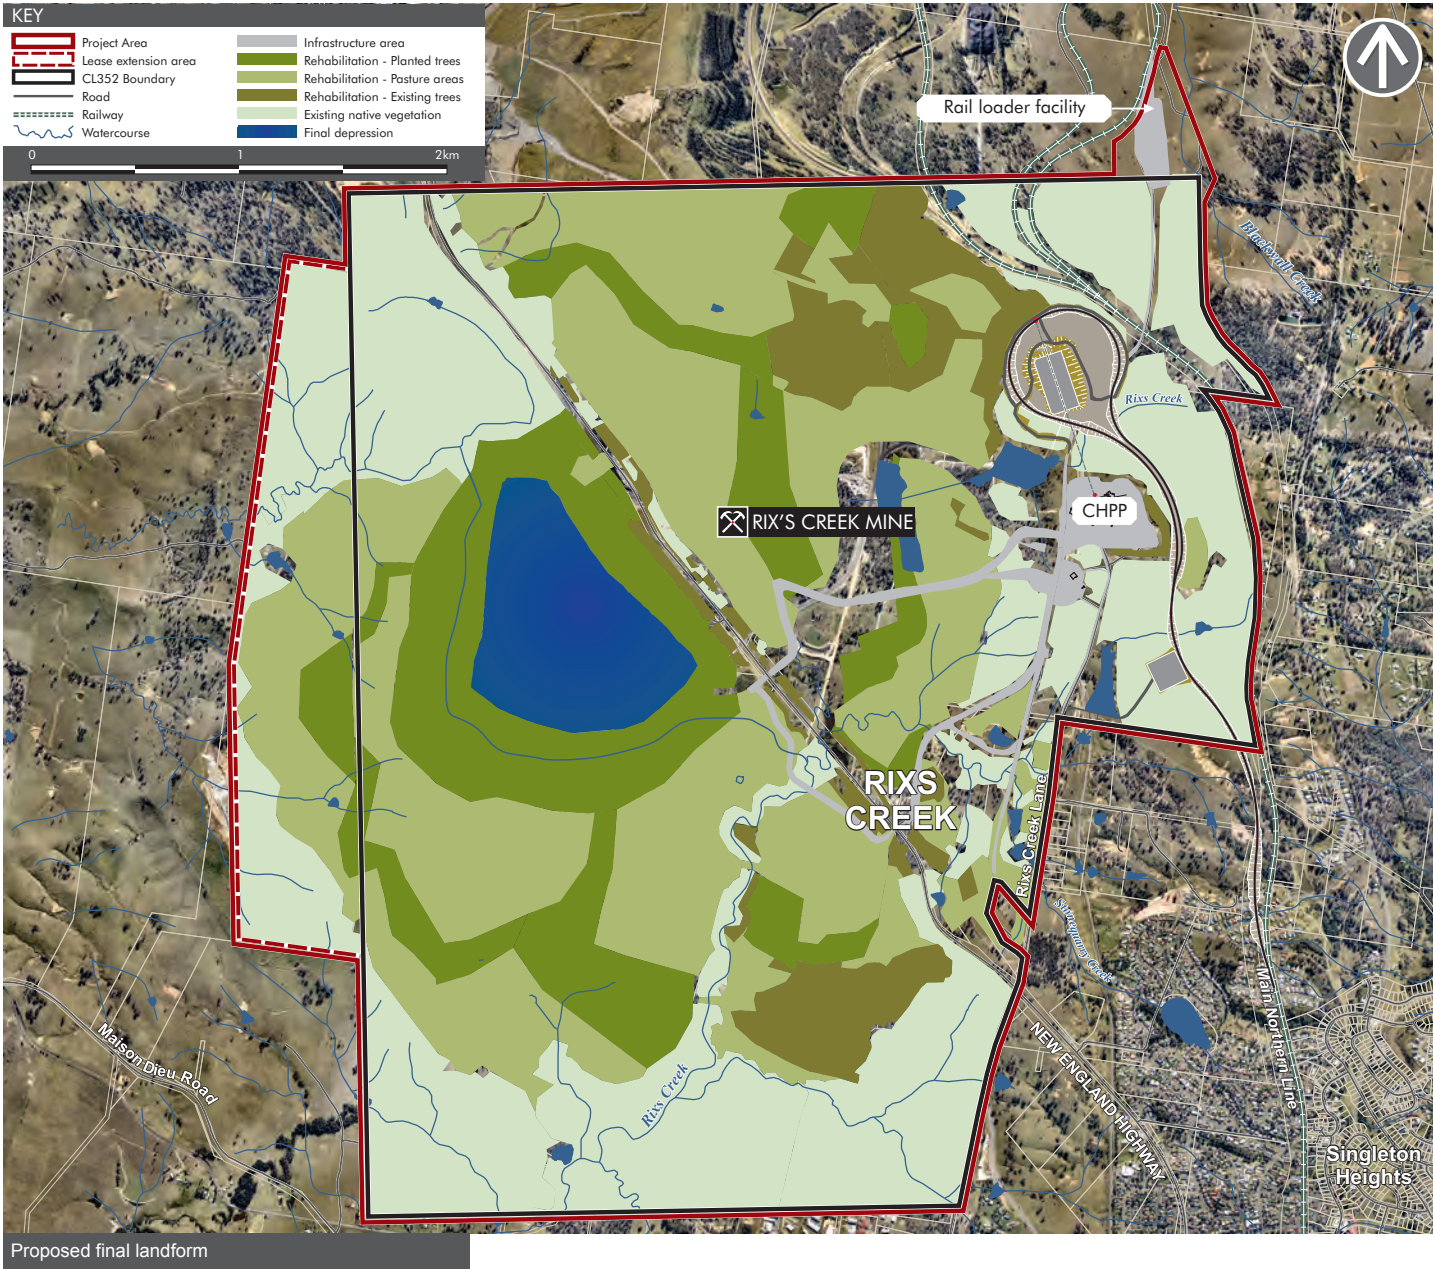 KEY
Project Area
Lease extension area
CL352 Boundary
Road
Railway
Watercourse
Infrastructure area
Rehabilitation - Planted trees
Rehabilitation - Pasture areas
Rehabilitation - Existing trees
Existing native vegetation
Final depression
0 1 2km
Rail loader facility
Blackwall Creek
Rixs Creek
CHPP
RIX'S CREEK MINE
RIXS
CREEK
Rixs Creek Lane
Stinequarry Creek
Main Northern Line
Maison Dieu Road
Rixs Creek
NEW ENGLAND HIGHWAY
Singleton
Heights
Proposed final landform